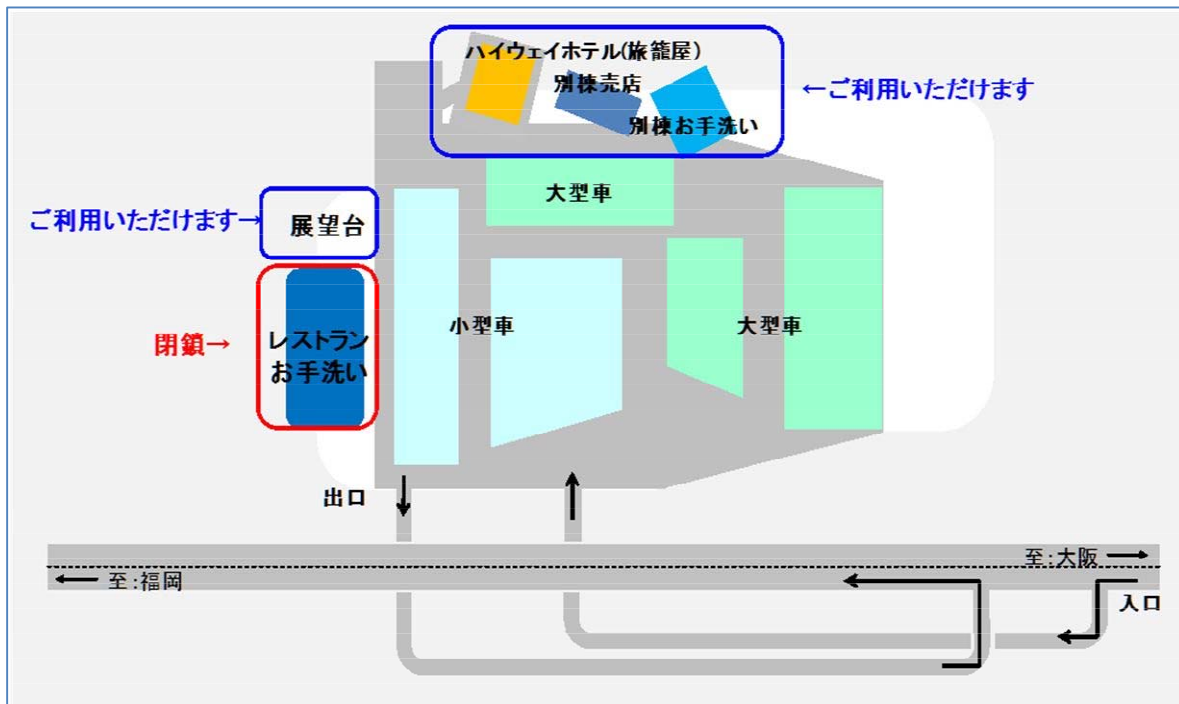 ハイウェイホテル(旅籠屋)
別棟売店
別棟お手洗い
←ご利用いただけます
大型車
ご利用いただけます→
展望台
閉鎖→
レストラン
お手洗い
小型車
大型車
出口
至:大阪
至:福岡
入口